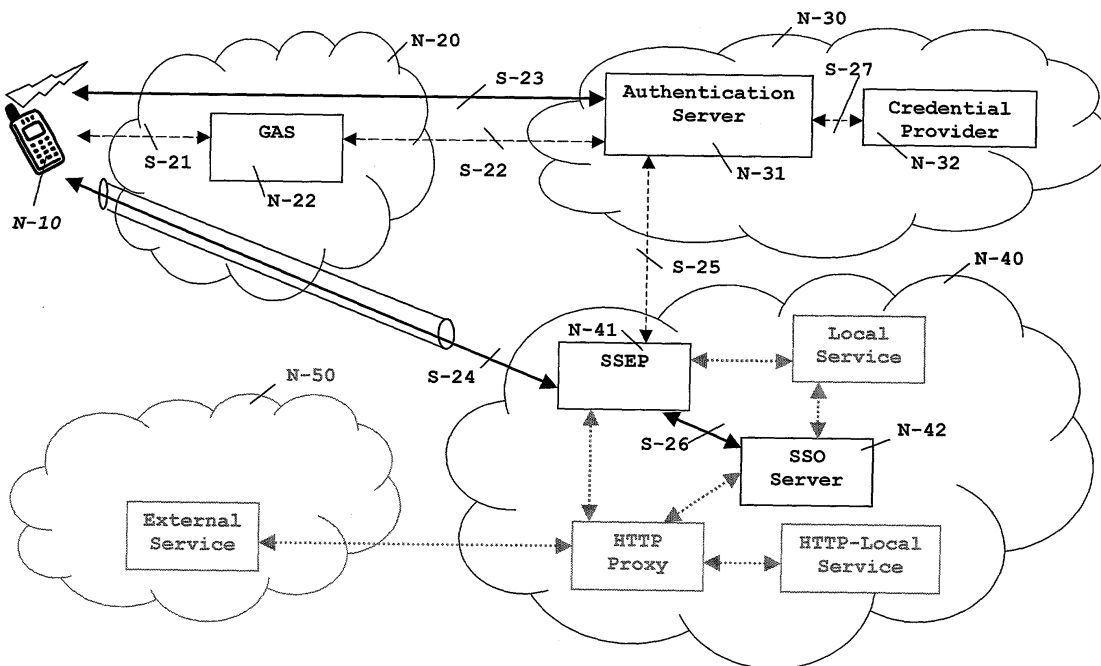 N-20
N-30
S-23
S-27
Authentication
Server
Credential
Provider
GAS
S-21
S-22
N-22
N-31
N-32
N-10
S-25
N-40
N-41
SSEP
Local
Service
S-24
N-50
S-26
N-42
SSO
Server
External
Service
HTTP
Proxy
HTTP-Local
Service